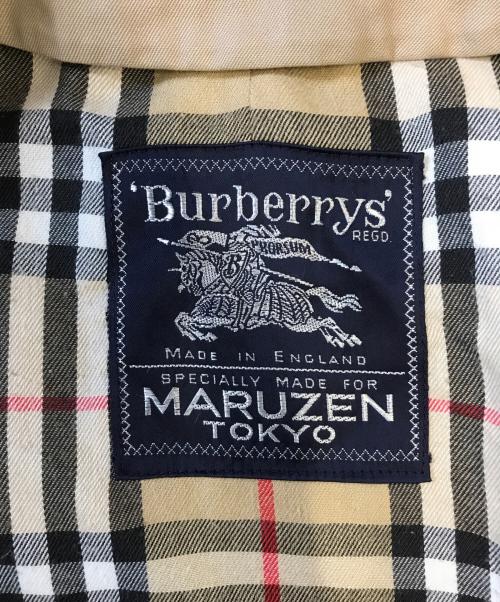 'Burberrys'
REGD.
PRORSUM
B
MADE IN ENGLAND
SPECIALLY MADE FOR
MARUZEN
TOKYO